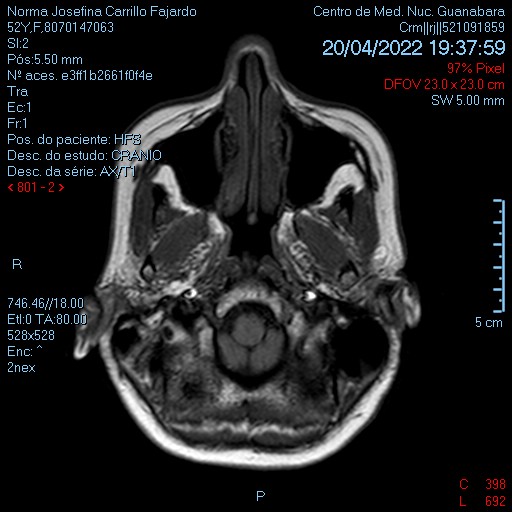 Norma Josefina Carrillo Fajardo
52Y,F,8070147063
Sl:2
Pós:5.50 mm
Nº aces. e3ff1b2661f0f4e
Tra
Ec:1
Fr:1
Pos. do paciente: HFS
Desc. do estudo: CRANIO
Desc. da série: AX/T1
< 801 - 2 >
Centro de Med. Nuc. Guanabara
Crm||rj||521091859
20/04/2022 19:37:59
97% Pixel
DFOV 23.0 x 23.0 cm
SW 5.00 mm
R
746.46//18.00
Etl:0 TA:80.00
528x528
Enc: ^
2nex
5 cm
P
C 398
L 692